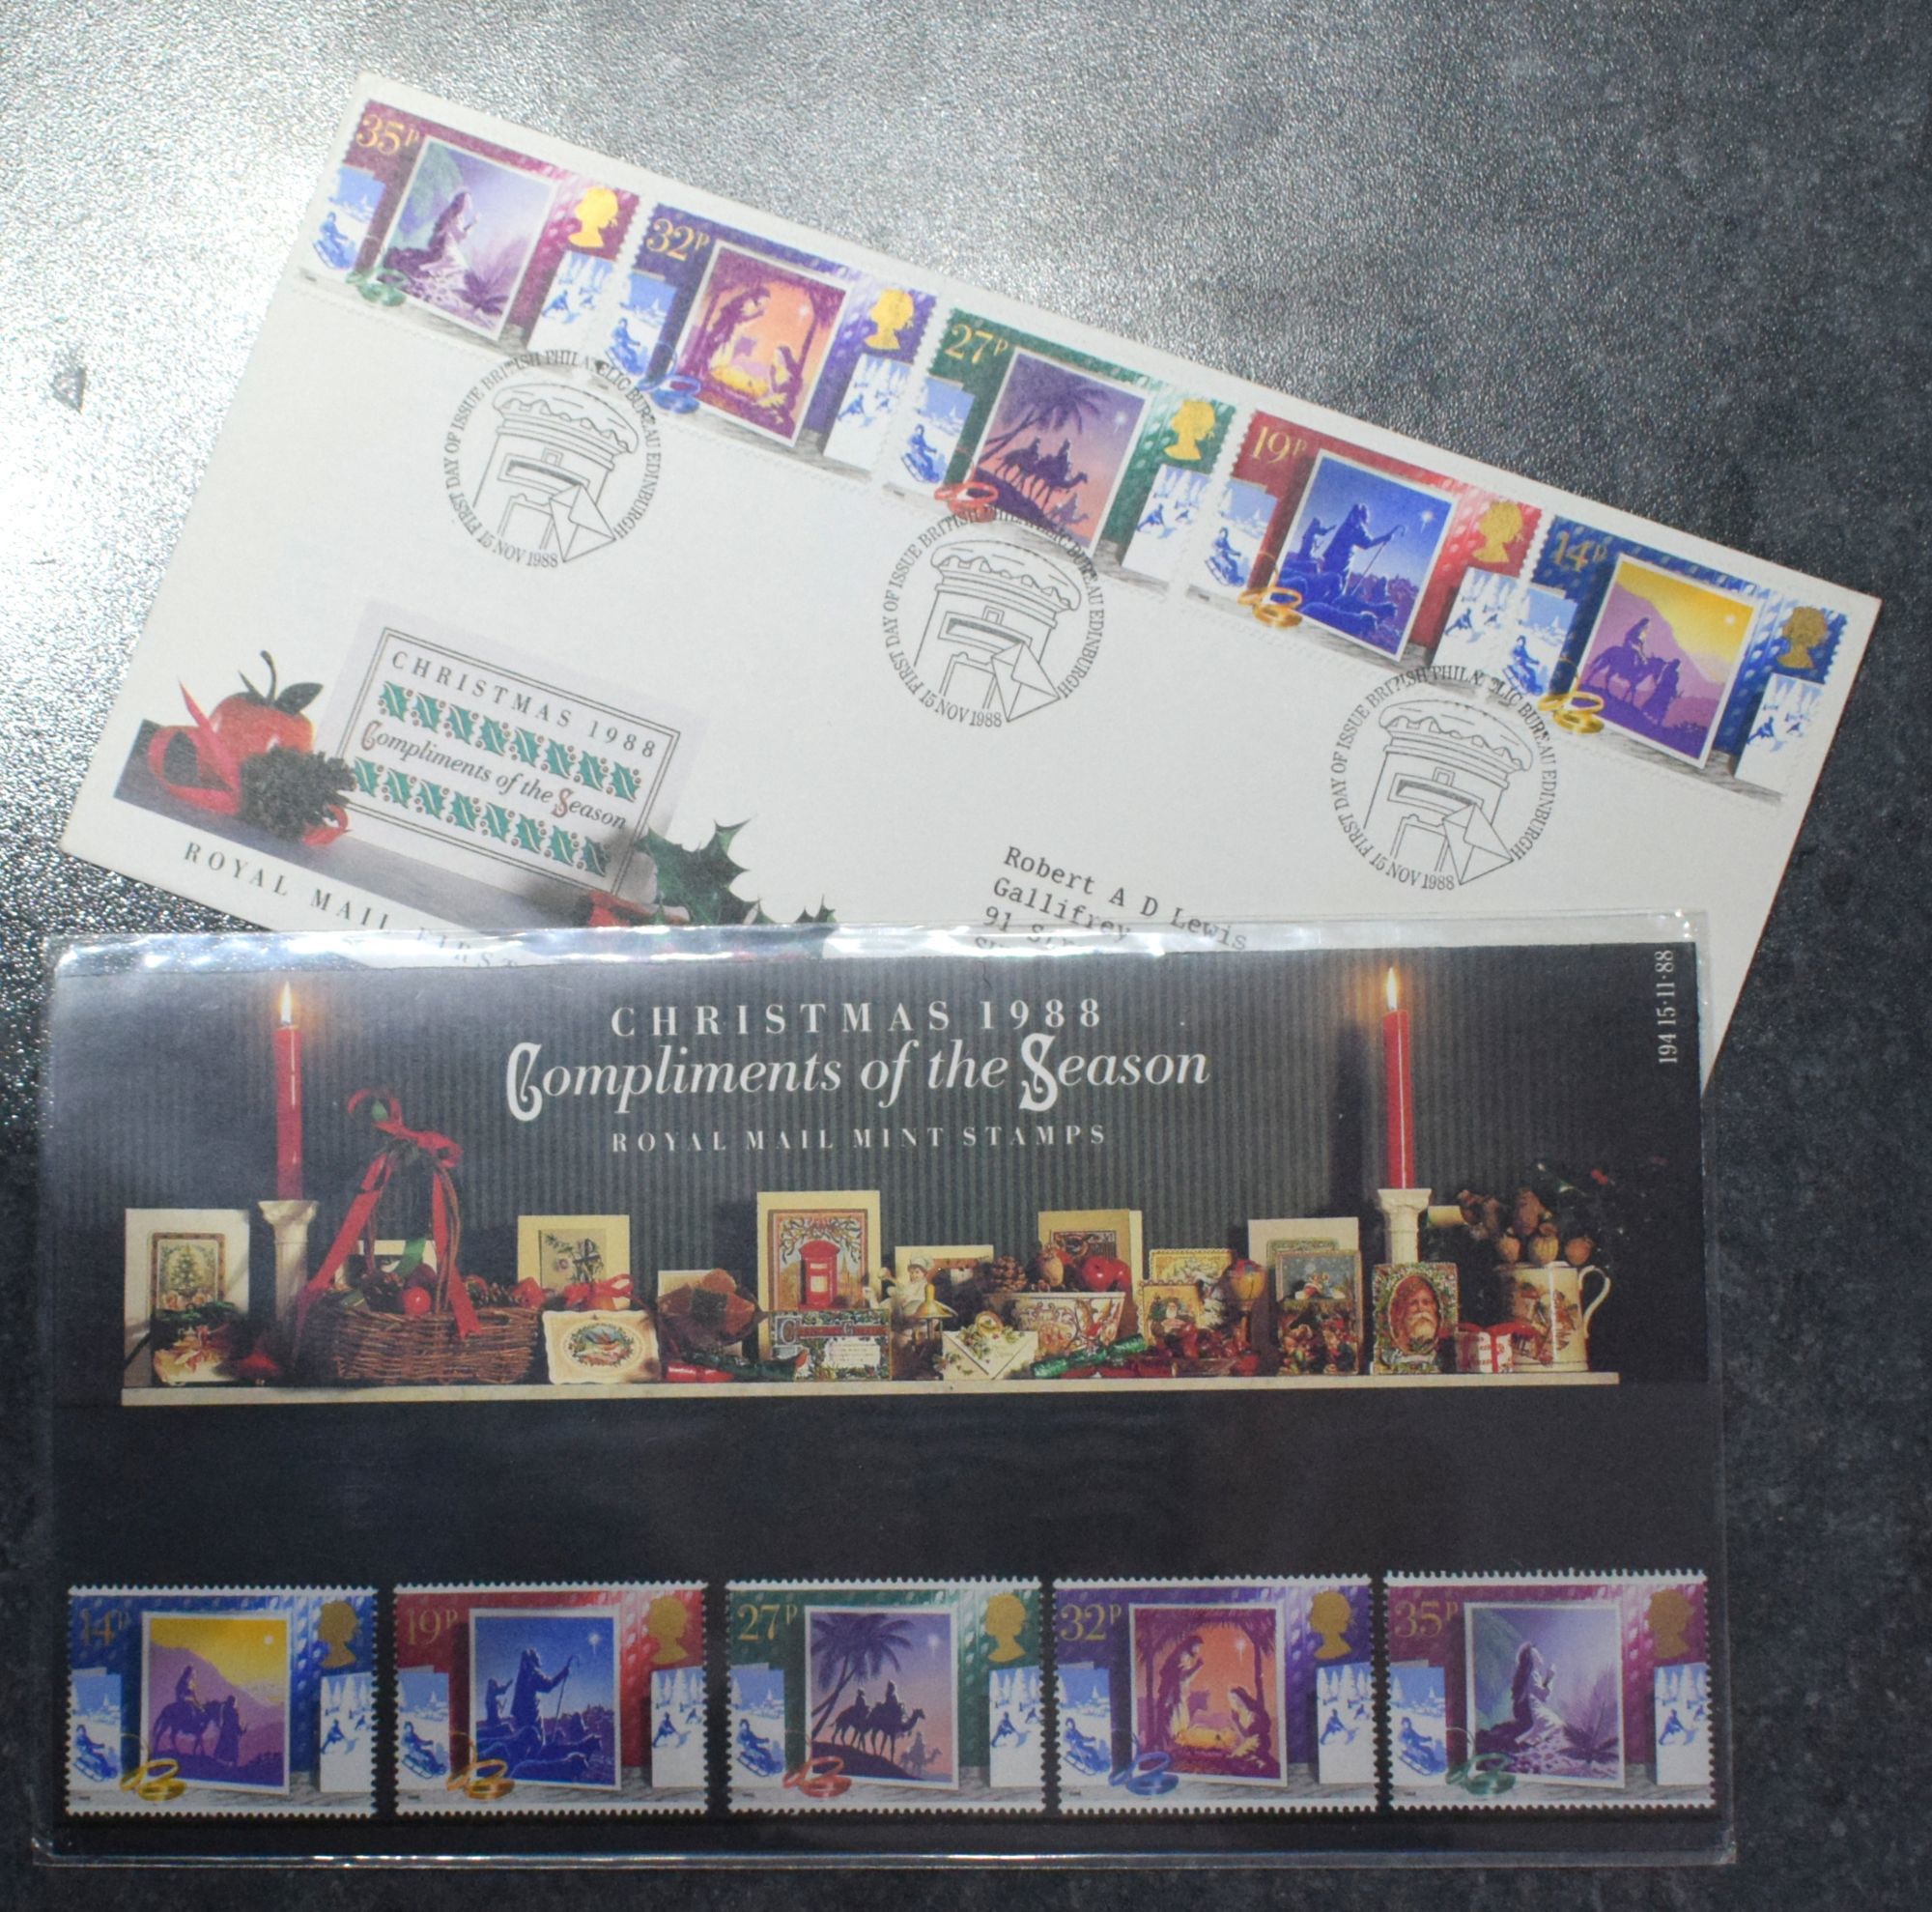 35P
32P
27P
19P
14P
FIRST DAY OF ISSUE BRITISH PHILATELIC BUREAU EDINBURGH
15 NOV 1988
FIRST DAY OF ISSUE BRITISH PHILATELIC BUREAU EDINBURGH
15 NOV 1988
FIRST DAY OF ISSUE BRITISH PHILATELIC BUREAU EDINBURGH
15 NOV 1988
CHRISTMAS 1988
Compliments of the Season
ROYAL MAIL FIRST
Robert A D Lewis
Gallifrey
91
194 15·11·88
CHRISTMAS 1988
Compliments of the Season
ROYAL MAIL MINT STAMPS
14P
19P
27P
32P
35P